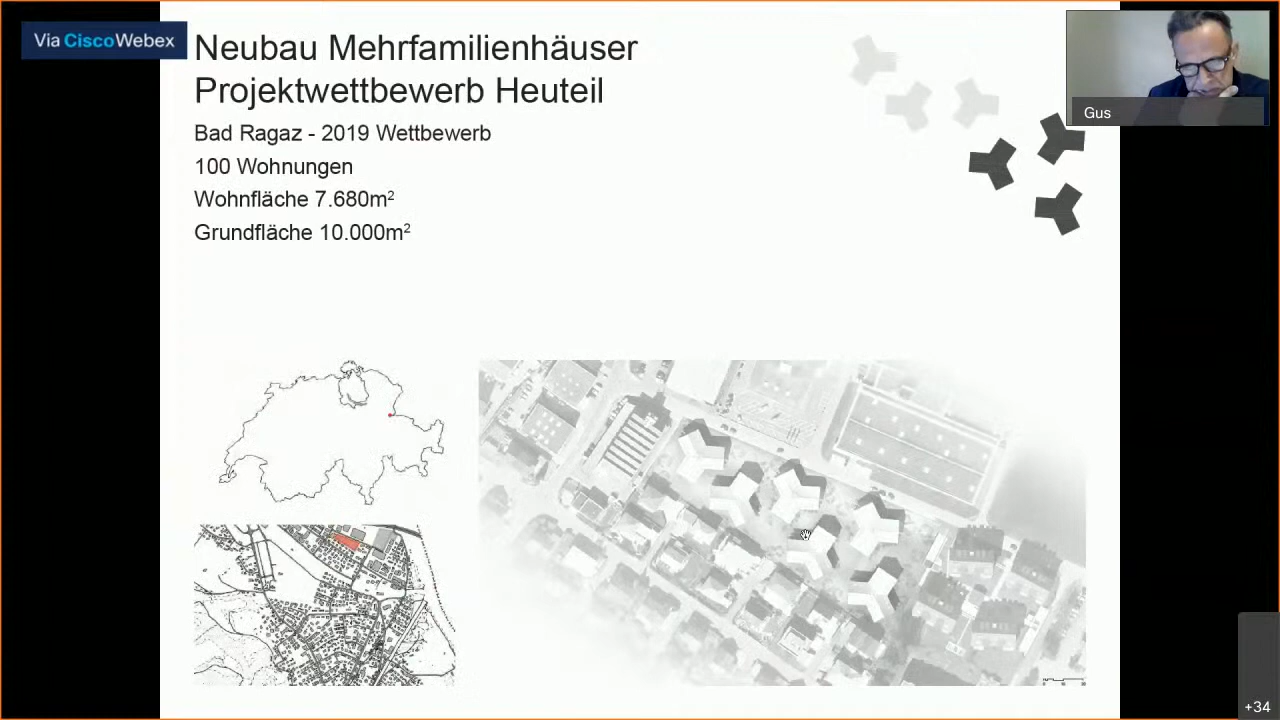 Via CiscoWebex
Neubau Mehrfamilienhäuser
Projektwettbewerb Heuteil
Bad Ragaz - 2019 Wettbewerb
100 Wohnungen
Wohnfläche 7.680m²
Grundfläche 10.000m²
Gus
+34